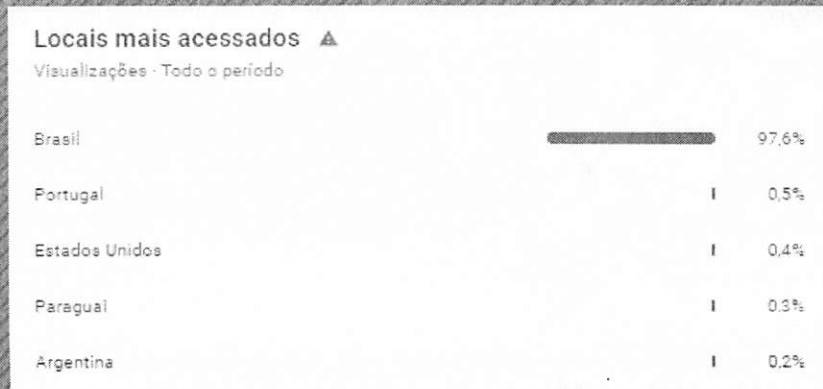 Locais mais acessados
Visualizações · Todo o período
Brasil 97,6%
Portugal 0,5%
Estados Unidos 0,4%
Paraguai 0,3%
Argentina 0,2%